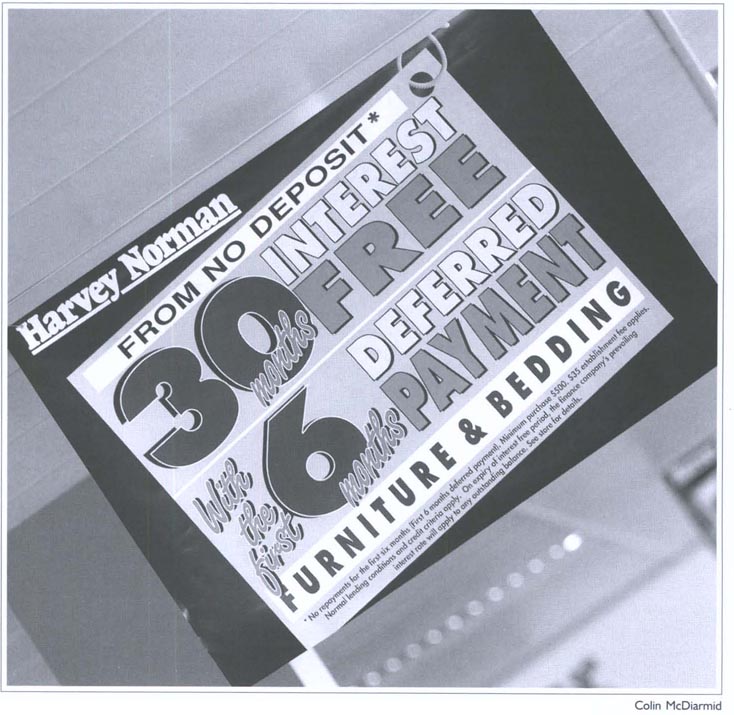 Harvey Norman
FROM NO DEPOSIT*
30 months INTEREST FREE
With the first 6 months DEFERRED PAYMENT
FURNITURE & BEDDING
* No repayments for the first six months (First 6 months deferred payment). Minimum purchase $500. $35 establishment fee applies.
Normal lending conditions and credit criteria apply. On expiry of interest free period, the finance company's prevailing
interest rate will apply to any outstanding balance. See store for details.
Colin McDiarmid